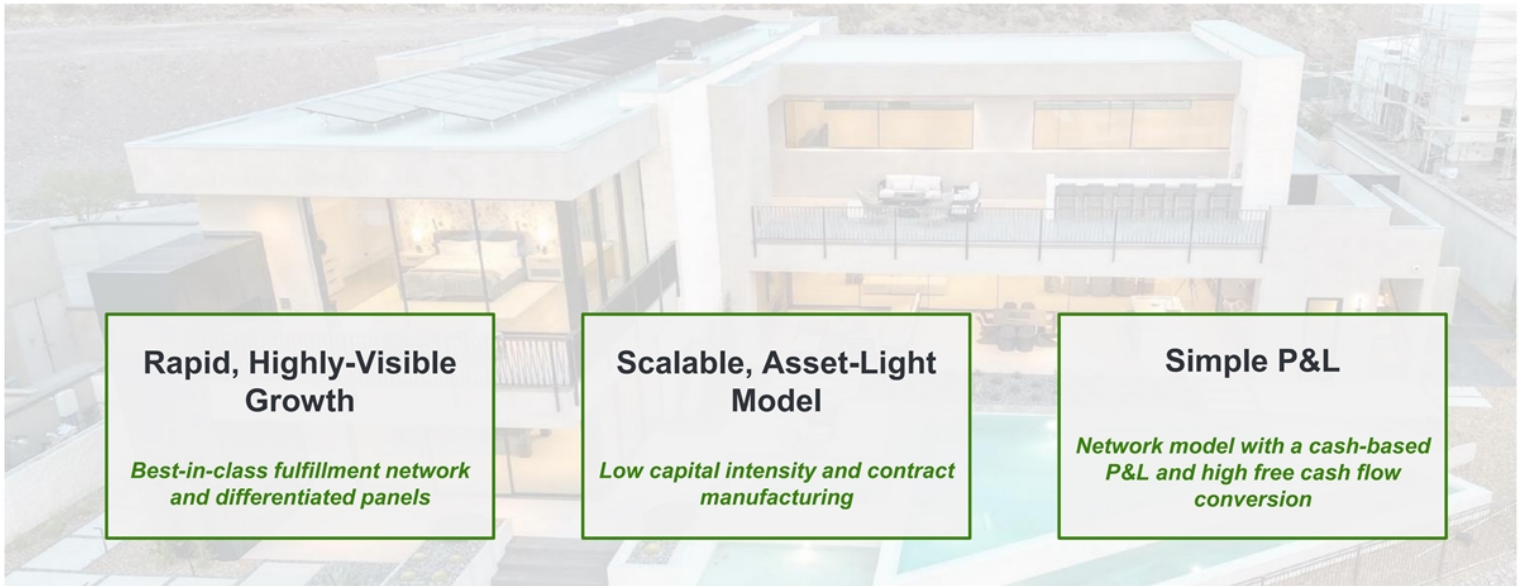 Rapid, Highly-Visible
Growth
Best-in-class fulfillment network
and differentiated panels
Scalable, Asset-Light
Model
Low capital intensity and contract
manufacturing
Simple P&L
Network model with a cash-based
P&L and high free cash flow
conversion